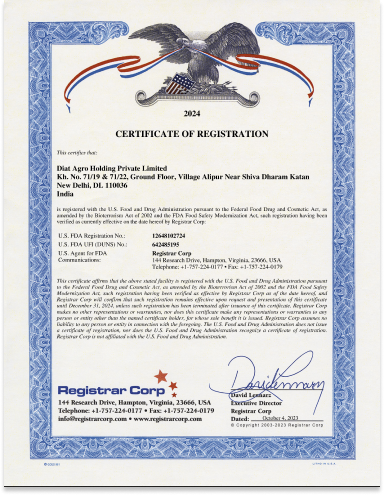 2024
CERTIFICATE OF REGISTRATION
This certifies that:
Diat Agro Holding Private Limited
Kh. No. 71/19 & 71/22, Ground Floor, Village Alipur Near Shiva Dharam Katan
New Delhi, DL 110036
India
is registered with the U.S. Food and Drug Administration pursuant to the Federal Food Drug and Cosmetic Act, as
amended by the Bioterrorism Act of 2002 and the FDA Food Safety Modernization Act, such registration having been
verified as currently effective on the date hereof by Registrar Corp:
U.S. FDA Registration No.: 12648102724
U.S. FDA UFI (DUNS) No.: 642485195
U.S. Agent for FDA Registrar Corp
Communications: 144 Research Drive, Hampton, Virginia, 23666, USA
Telephone: +1-757-224-0177 • Fax: +1-757-224-0179
This certificate affirms that the above stated facility is registered with the U.S. Food and Drug Administration pursuant
to the Federal Food Drug and Cosmetic Act, as amended by the Bioterrorism Act of 2002 and the FDA Food Safety
Modernization Act, such registration having been verified as effective by Registrar Corp as of the date hereof, and
Registrar Corp will confirm that such registration remains effective upon request and presentation of this certificate
until December 31, 2024, unless such registration has been terminated after issuance of this certificate. Registrar Corp
makes no other representations or warranties, nor does this certificate make any representations or warranties to any
person or entity other than the named certificate holder, for whose sole benefit it is issued. Registrar Corp assumes no
liability to any person or entity in connection with the foregoing. The U.S. Food and Drug Administration does not issue
a certificate of registration, nor does the U.S. Food and Drug Administration recognize a certificate of registration.
Registrar Corp is not affiliated with the U.S. Food and Drug Administration.
Registrar Corp
144 Research Drive, Hampton, Virginia, 23666, USA
Telephone: +1-757-224-0177 • Fax: +1-757-224-0179
info@registrarcorp.com • www.registrarcorp.com
David Lennarz
Executive Director
Registrar Corp
Dated: October 4, 2023
© Copyright 2003-2023 Registrar Corp